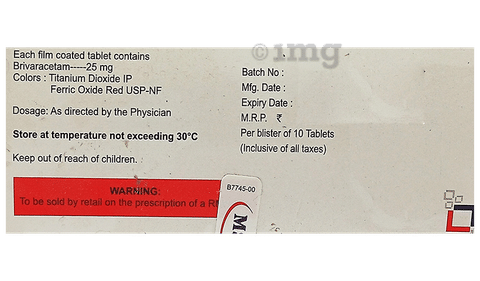 1mg
Each film coated tablet contains
Brivaracetam-----25 mg
Colors : Titanium Dioxide IP
Ferric Oxide Red USP-NF
Dosage: As directed by the Physician
Store at temperature not exceeding 30°C
Keep out of reach of children.
WARNING:
To be sold by retail on the prescription of a
Batch No :
Mfg. Date :
Expiry Date :
M.R.P. ₹
Per blister of 10 Tablets
(Inclusive of all taxes)
B7745-00